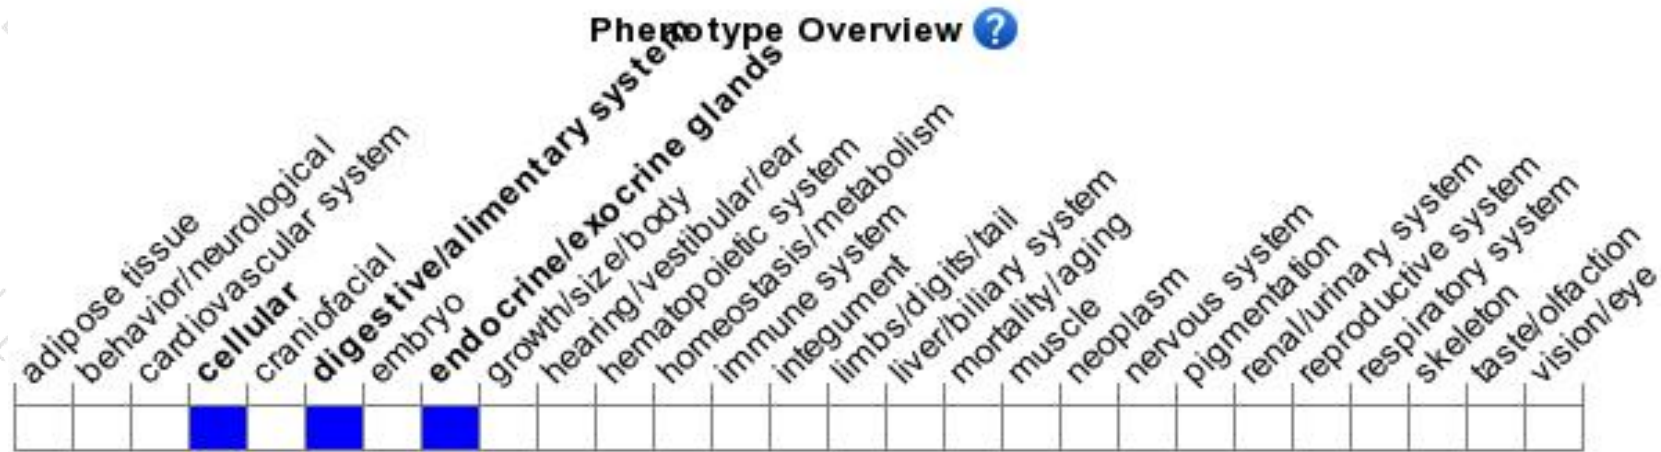 Phenotype Overview ?
adipose tissue
behavior/neurological
cardiovascular system
cellular
craniofacial
digestive/alimentary system
embryo
endocrine/exocrine glands
growth/size/body
hearing/vestibular/ear
hematopoietic system
homeostasis/metabolism
immune system
integument
limbs/digits/tail
liver/biliary system
mortality/aging
muscle
neoplasm
nervous system
pigmentation
renal/urinary system
reproductive system
respiratory system
skeleton
taste/olfaction
vision/eye